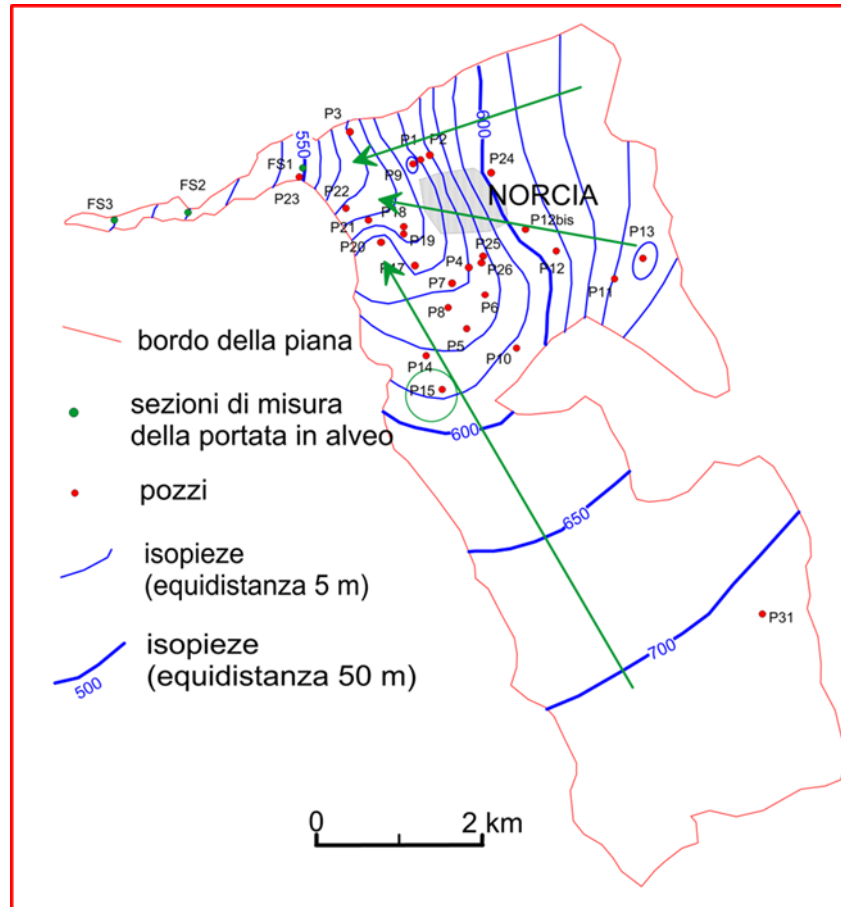 P3
600
P1
P2
550
FS1
P9
P24
FS2
P23
P22
NORCIA
FS3
P18
P21
P12bis
P13
P20
P19
P25
P17
P4
P26
P12
P7
P11
P6
P8
bordo della piana
P5
P10
P14
P15
sezioni di misura
della portata in alveo
600
pozzi
650
isopieze
(equidistanza 5 m)
P31
700
isopieze
(equidistanza 50 m)
500
0
2 km